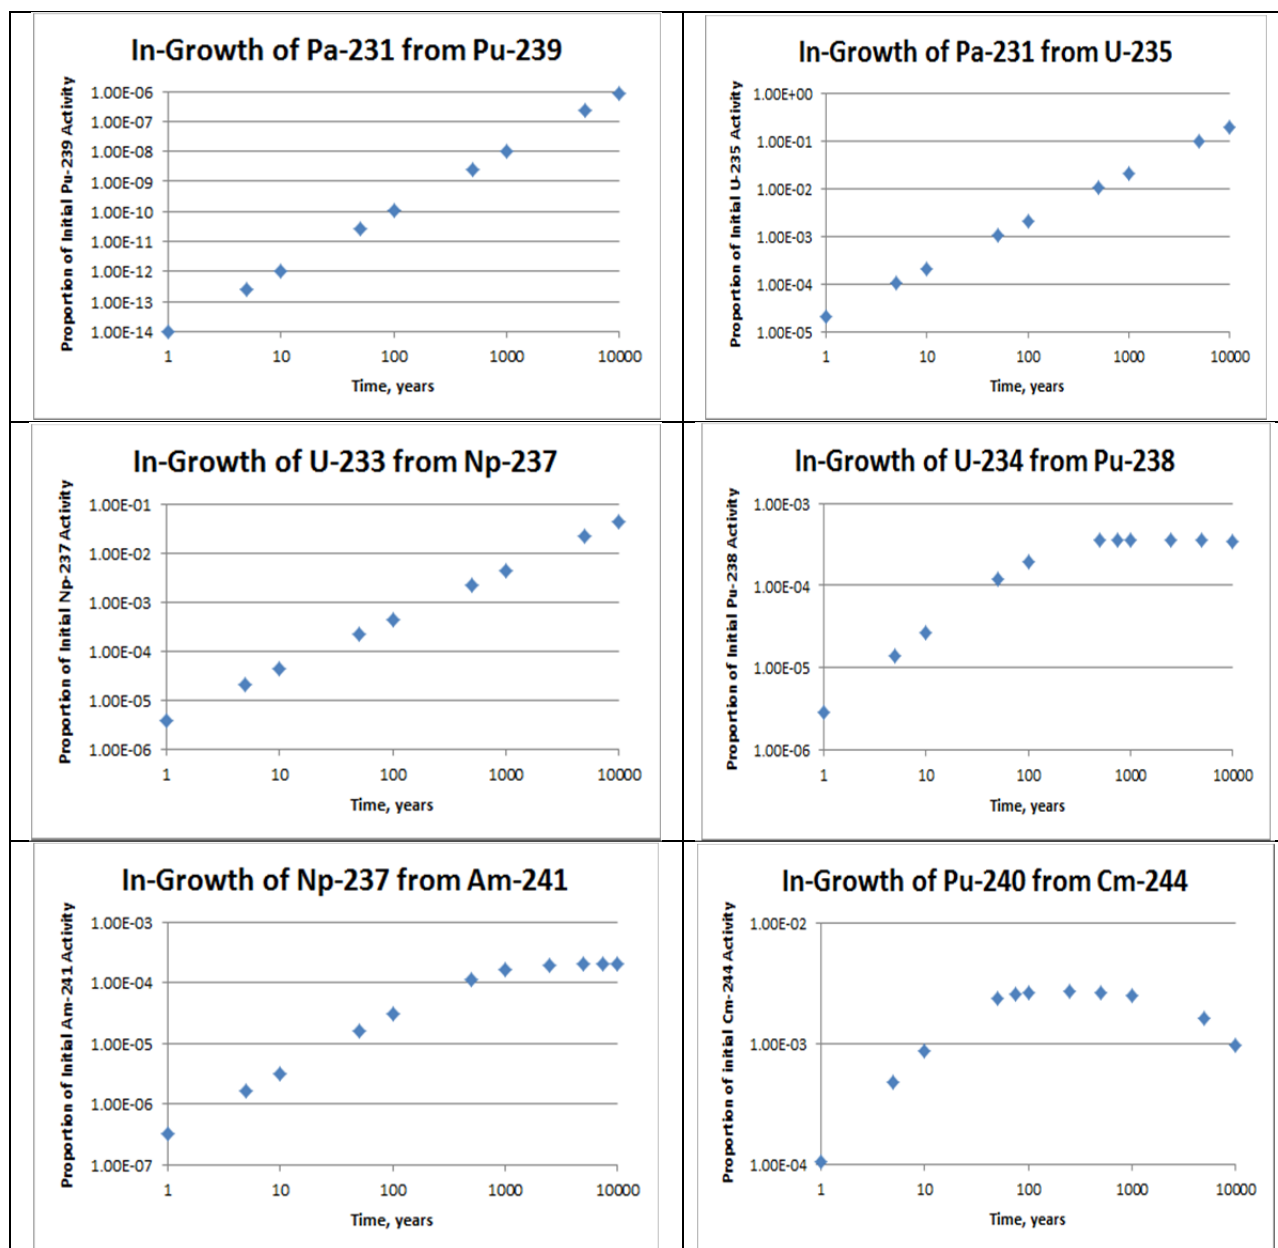 In-Growth of Pa-231 from Pu-239
Proportion of Initial Pu-239 Activity
1.00E-06
1.00E-07
1.00E-08
1.00E-09
1.00E-10
1.00E-11
1.00E-12
1.00E-13
1.00E-14
1 10 100 1000 10000
Time, years
In-Growth of Pa-231 from U-235
Proportion of Initial U-235 Activity
1.00E+00
1.00E-01
1.00E-02
1.00E-03
1.00E-04
1.00E-05
1 10 100 1000 10000
Time, years
In-Growth of U-233 from Np-237
Proportion of Initial Np-237 Activity
1.00E-01
1.00E-02
1.00E-03
1.00E-04
1.00E-05
1.00E-06
1 10 100 1000 10000
Time, years
In-Growth of U-234 from Pu-238
Proportion of Initial Pu-238 Activity
1.00E-03
1.00E-04
1.00E-05
1.00E-06
1 10 100 1000 10000
Time, years
In-Growth of Np-237 from Am-241
Proportion of Initial Am-241 Activity
1.00E-03
1.00E-04
1.00E-05
1.00E-06
1.00E-07
1 10 100 1000 10000
Time, years
In-Growth of Pu-240 from Cm-244
Proportion of initial Cm-244 Activity
1.00E-02
1.00E-03
1.00E-04
1 10 100 1000 10000
Time, years